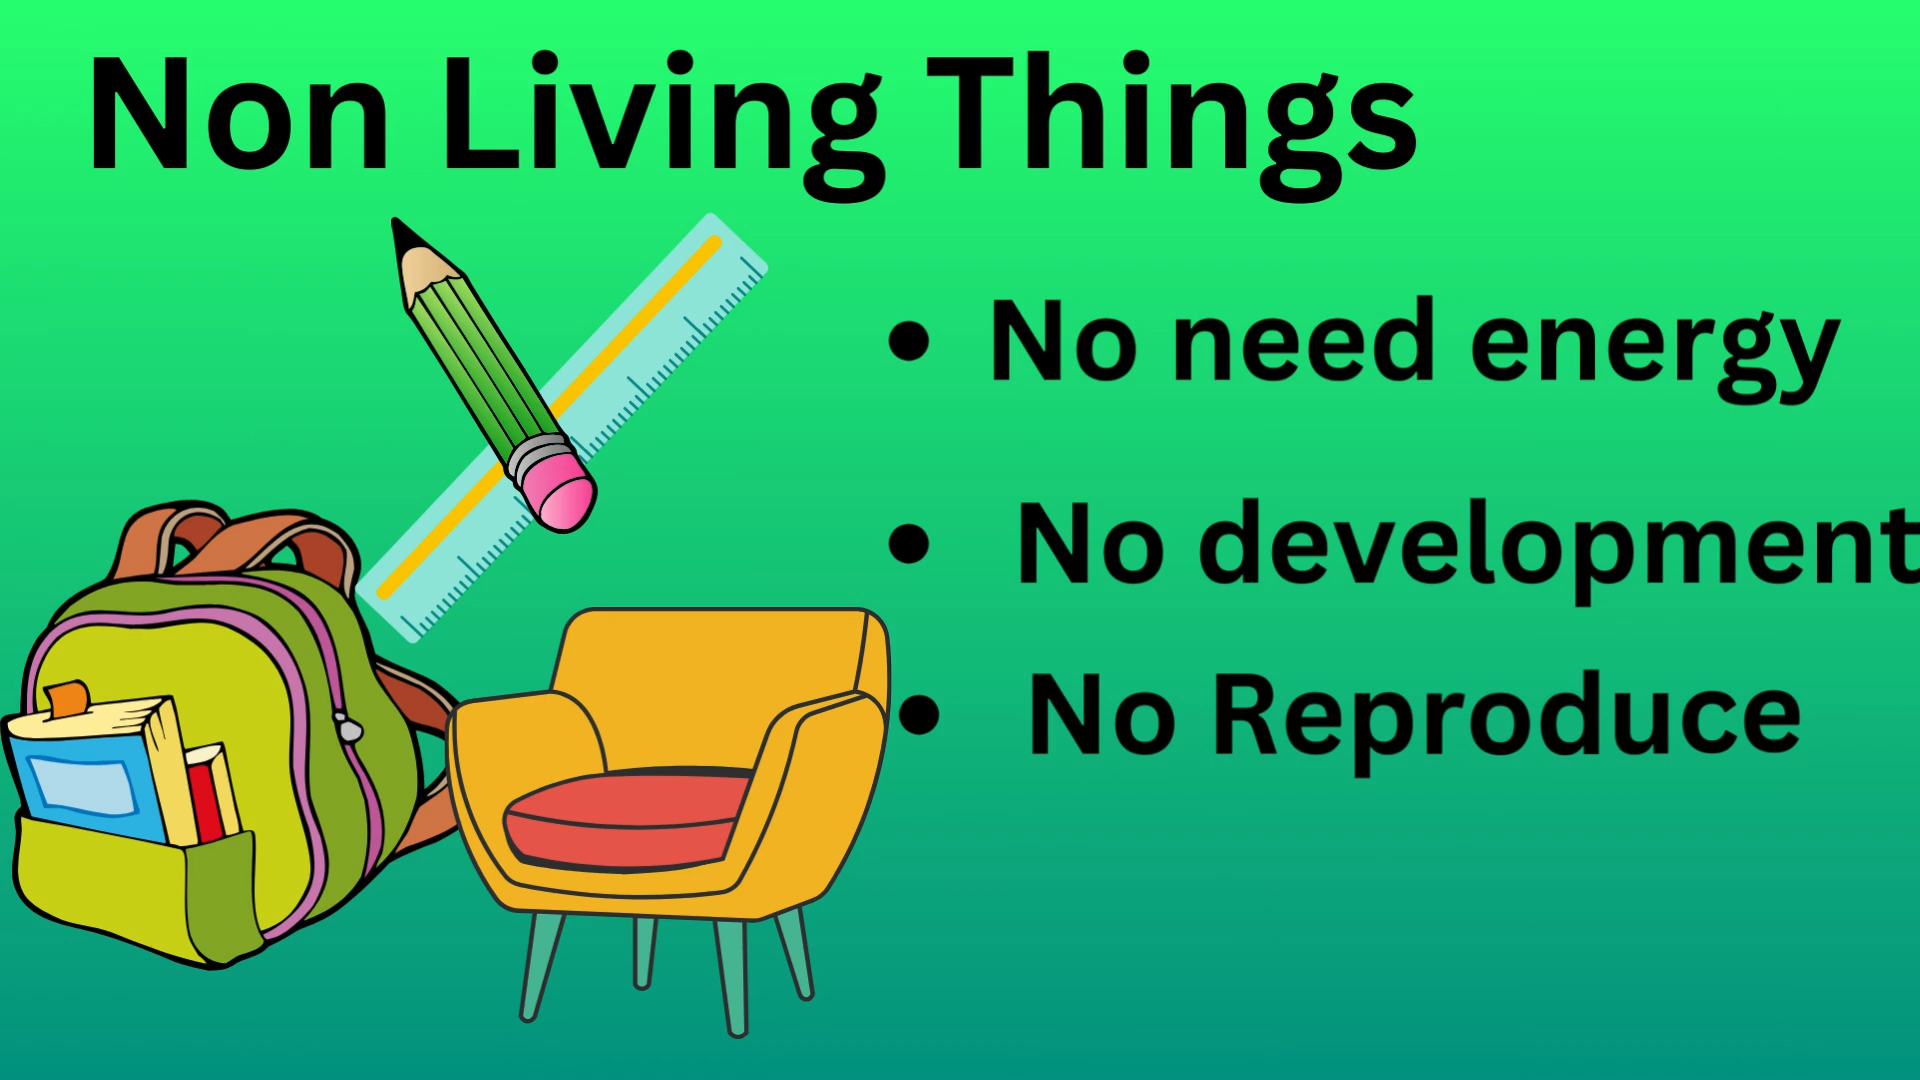 Non Living Things
• No need energy
• No development
• No Reproduce